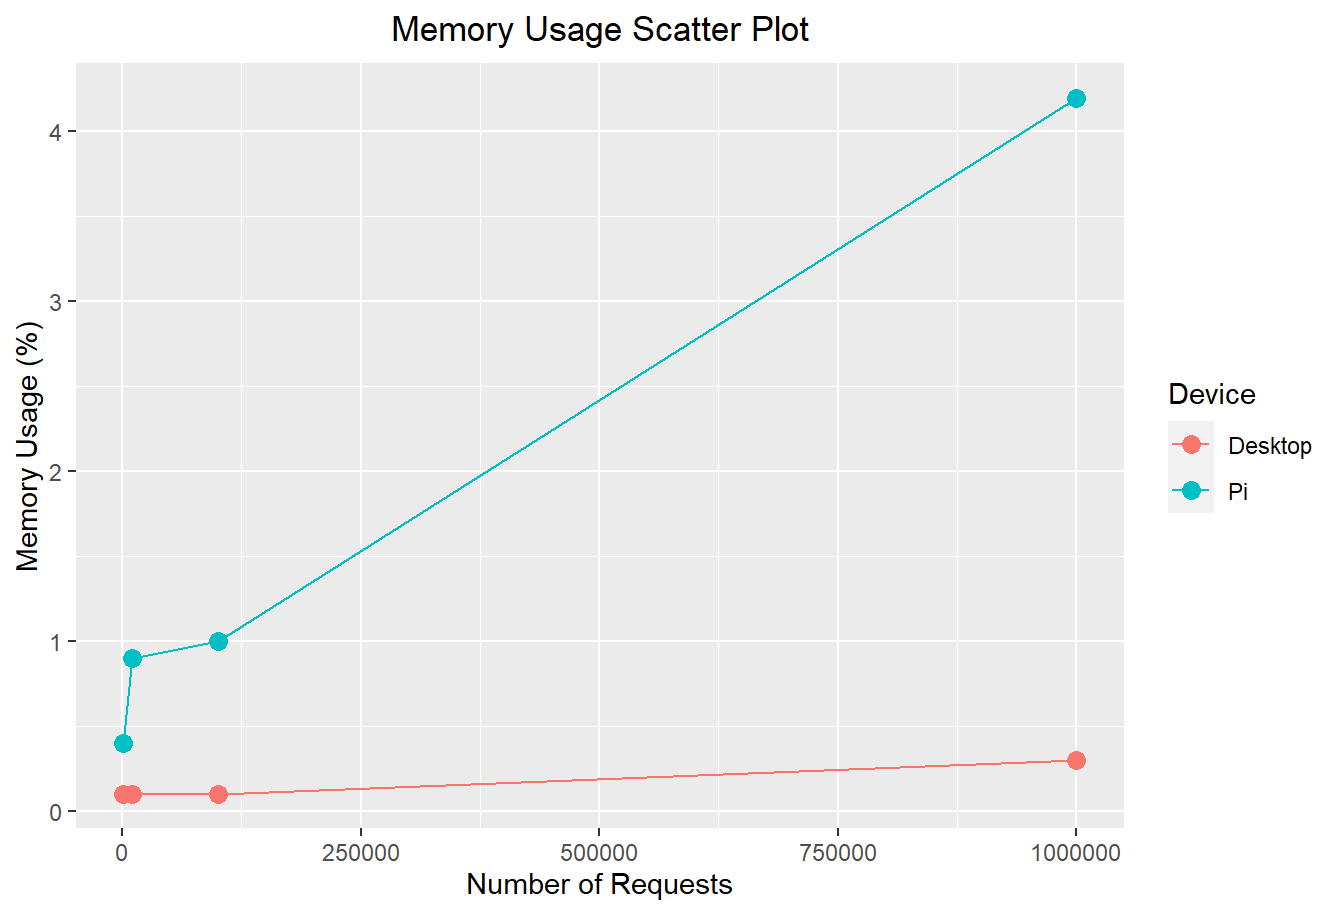 Memory Usage Scatter Plot
Memory Usage (%)
4
3
2
1
0
0 250000 500000 750000 1000000
Number of Requests
Device
Desktop
Pi